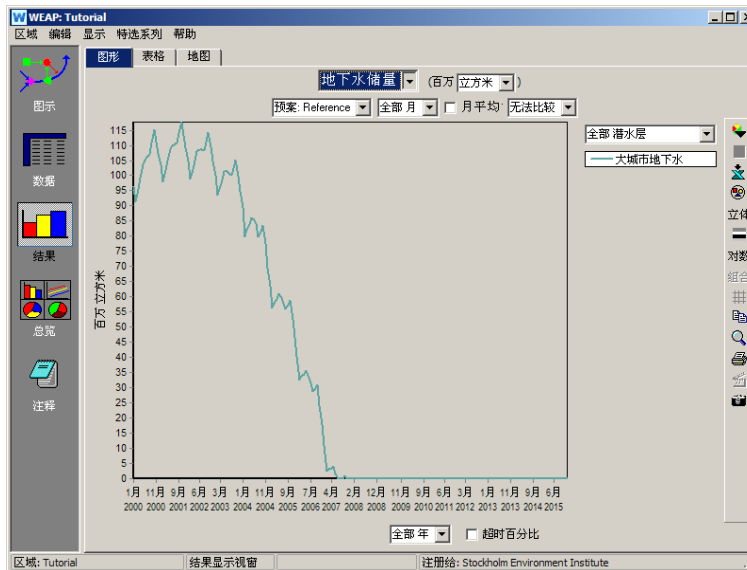 WEAP: Tutorial
区域 编辑 显示 特选系列 帮助
图形 表格 地图
地下水储量 (百万 立方米)
预案: Reference 全部 月 月平均 无法比较
图示
数据
结果
总览
注释
全部 潜水层
大城市地下水
立体
对数
组合
百万 立方米
115
110
105
100
95
90
85
80
75
70
65
60
55
50
45
40
35
30
25
20
15
10
5
0
1月 11月 9月 6月 3月 1月 11月 9月 7月 4月 2月 12月 9月 7月 5月 3月 1月 11月 8月 6月
2000 2000 2001 2002 2003 2004 2004 2005 2006 2007 2008 2008 2009 2010 2011 2012 2013 2013 2014 2015
全部 年 超时百分比
区域: Tutorial 结果显示视窗 注册给: Stockholm Environment Institute